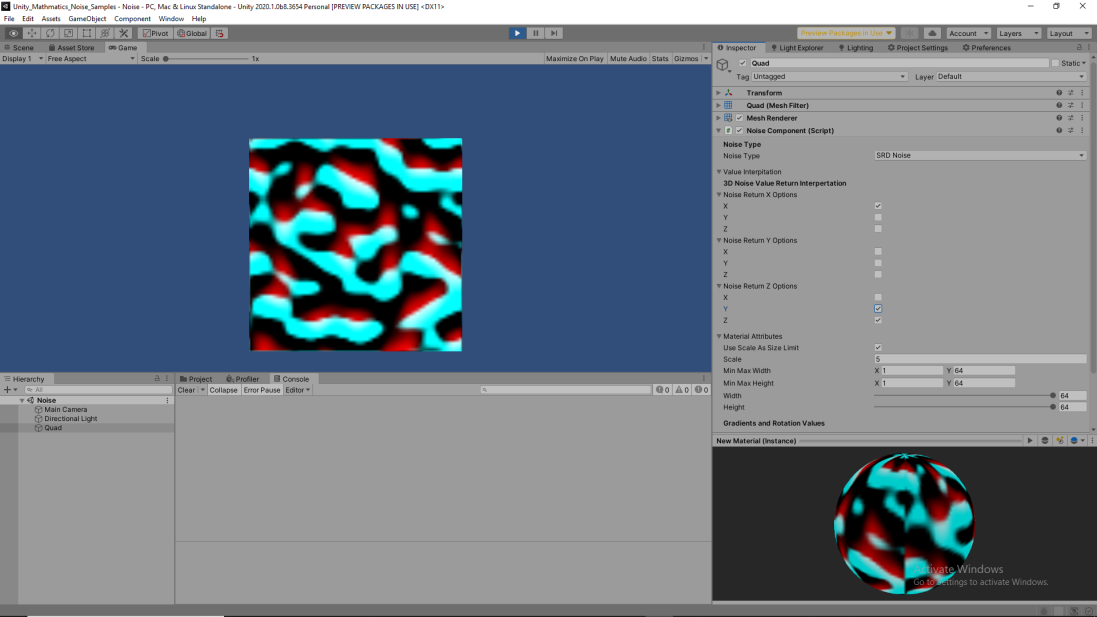 Unity_Mathmatics_Noise_Samples - Noise - PC, Mac & Linux Standalone - Unity 2020.1.0b8.3654 Personal [PREVIEW PACKAGES IN USE] <DX11>
File Edit Assets GameObject Component Window Help
Pivot Global Preview Packages in Use Account Layers Layout
Scene Asset Store Game
Display 1 Free Aspect Scale 1x Maximize On Play Mute Audio Stats Gizmos
Inspector Light Explorer Lighting Project Settings Preferences
Quad Static
Tag Untagged Layer Default
Transform
Quad (Mesh Filter)
Mesh Renderer
Noise Component (Script)
Noise Type
Noise Type SRD Noise
Value Interpitation
3D Noise Value Return Interpertation
Noise Return X Options
X
Y
Z
Noise Return Y Options
X
Y
Z
Noise Return Z Options
X
Y
Z
Material Attributes
Use Scale As Size Limit
Scale 5
Min Max Width X 1 Y 64
Min Max Height X 1 Y 64
Width 64
Height 64
Gradients and Rotation Values
New Material (Instance)
Activate Windows
Go to Settings to activate Windows.
Hierarchy
All
Noise
Main Camera
Directional Light
Quad
Project Profiler Console
Clear Collapse Error Pause Editor 0 0 0